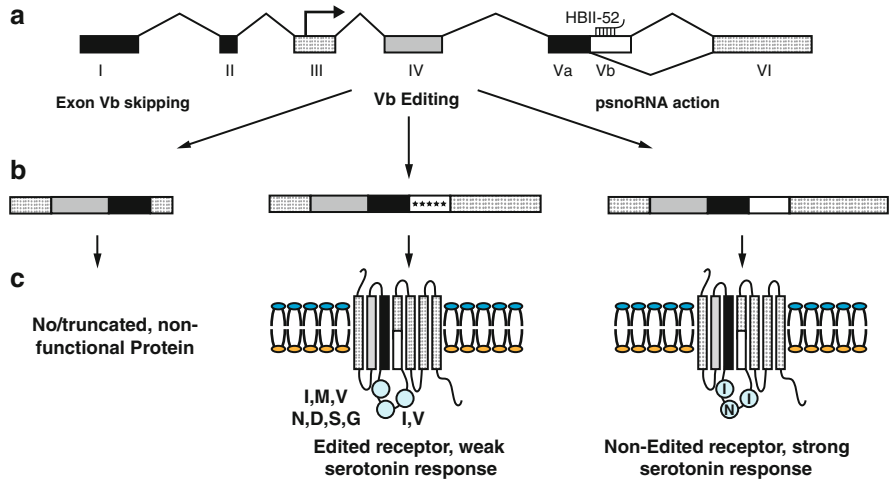 a
HBII-52
I II III IV Va Vb VI
Exon Vb skipping
Vb Editing
psnoRNA action
b
*****
c
No/truncated, non-
functional Protein
I,M,V
N,D,S,G
I,V
Edited receptor, weak
serotonin response
I
N
I
Non-Edited receptor, strong
serotonin response